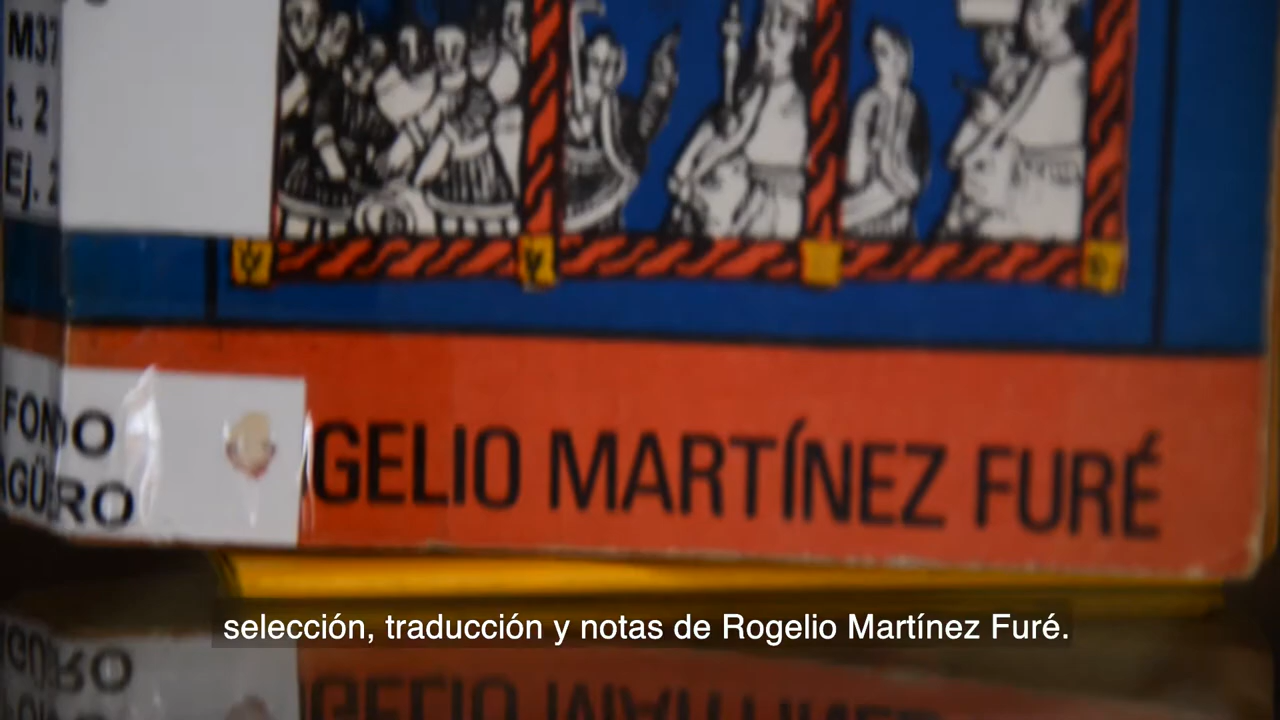 M37
t. 2
Ej. 2
FONDO
AGÜERO
GELIO MARTÍNEZ FURÉ
selección, traducción y notas de Rogelio Martínez Furé.